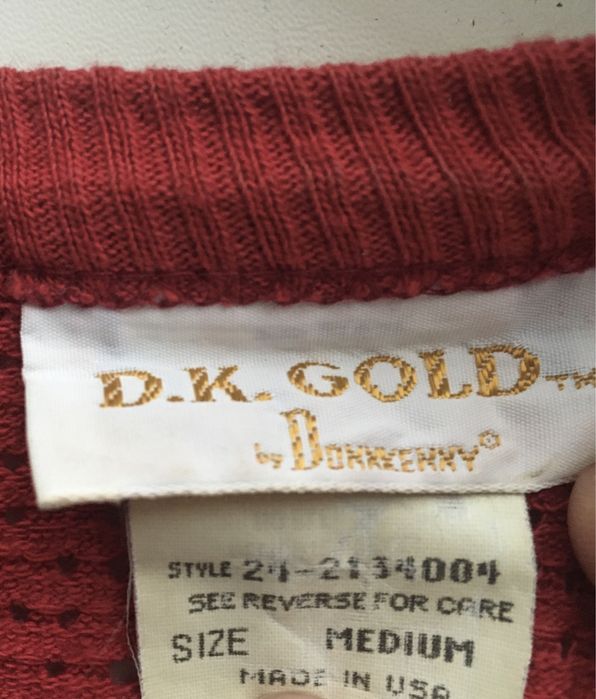 D.K. GOLD™
by DONNKENNY®
STYLE 24-2134004
SEE REVERSE FOR CARE
SIZE MEDIUM
MADE IN USA